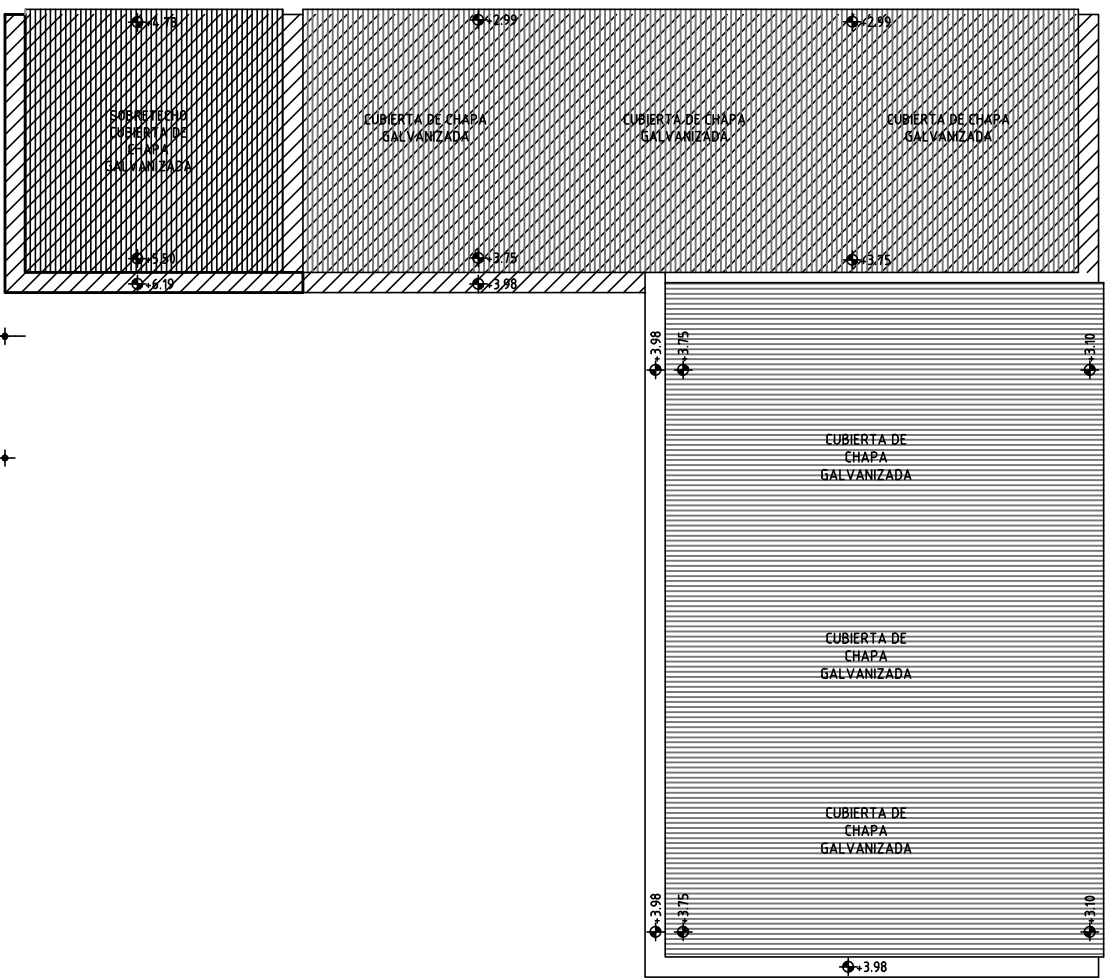 +4.78
+2.99
+2.99
SOBRETECHO
CUBIERTA DE
CHAPA
GALVANIZADA
CUBIERTA DE CHAPA
GALVANIZADA
CUBIERTA DE CHAPA
GALVANIZADA
CUBIERTA DE CHAPA
GALVANIZADA
+5.50
+3.75
+3.75
+6.19
+3.98
+3.98
+3.75
+3.10
CUBIERTA DE
CHAPA
GALVANIZADA
CUBIERTA DE
CHAPA
GALVANIZADA
CUBIERTA DE
CHAPA
GALVANIZADA
+3.98
+3.75
+3.10
+3.98